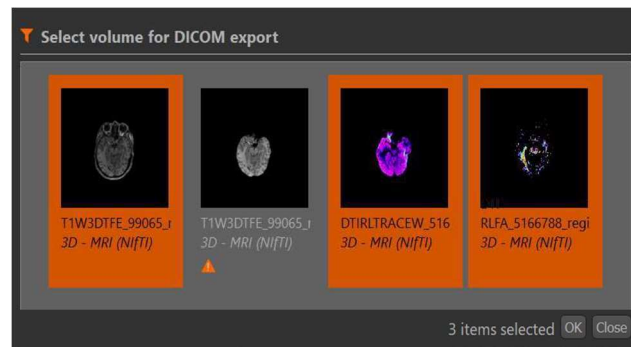 Select volume for DICOM export
T1W3DTFE_99065_r
3D - MRI (NIfTI)
T1W3DTFE_99065_r
3D - MRI (NIfTI)
DTIRLTRACEW_516
3D - MRI (NIfTI)
RLFA_5166788_regi
3D - MRI (NIfTI)
3 items selected OK Close